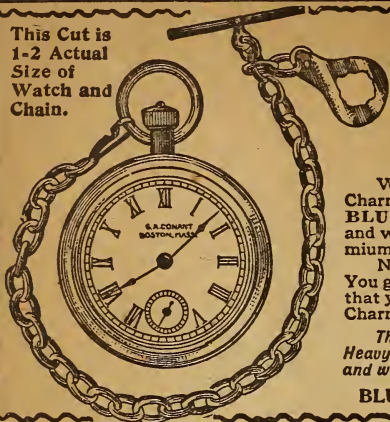 This Cut is
1-2 Actual
Size of
Watch and
Chain.
CONANT
BOSTON, MASS.
W
Charm
BLU
and w
mium
N
You g
that y
Charm
Th
Heavy
and w
BLU